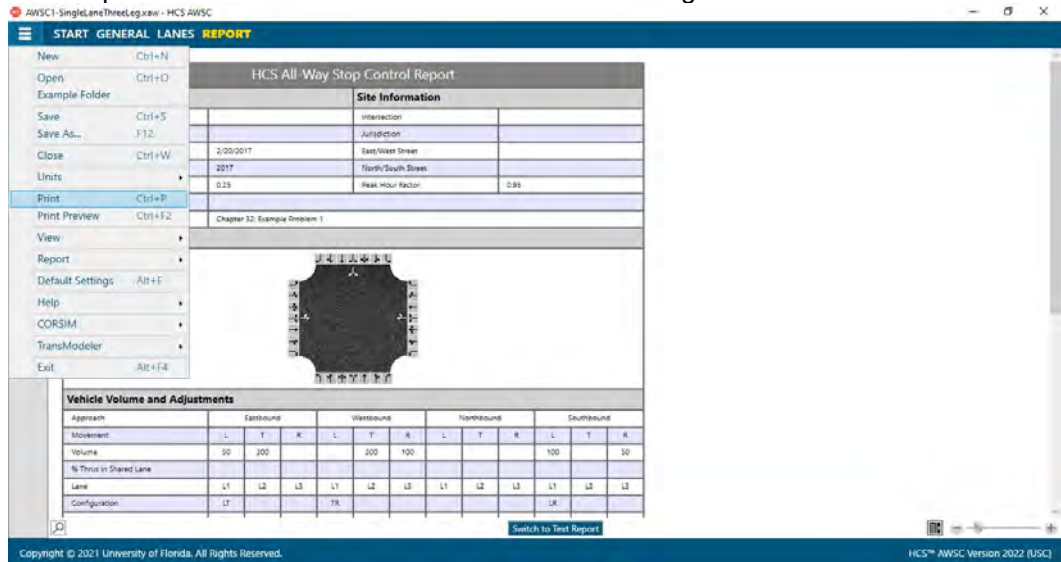 AWSC1-SingleLaneThreeLeg.xaw - HCS AWSC
START GENERAL LANES REPORT
New Ctrl+N
Open Ctrl+O
Example Folder
Save Ctrl+S
Save As... F12
Close Ctrl+W
Units
Print Ctrl+P
Print Preview Ctrl+F2
View
Report
Default Settings Alt+F
Help
CORSIM
TransModeler
Exit Alt+F4
HCS All-Way Stop Control Report
Site Information
Intersection
Jurisdiction
2/20/2017 East/West Street
2017 North/South Street
0.25 Peak Hour Factor 0.95
Chapter 32: Example Problem 1
Vehicle Volume and Adjustments
Approach Eastbound Westbound Northbound Southbound
Movement L T R L T R L T R L T R
Volume 50 300 300 100 100 50
% Thrus in Shared Lane
Lane L1 L2 L3 L1 L2 L3 L1 L2 L3 L1 L2 L3
Configuration LT TR LR
Switch to Text Report
Copyright © 2021 University of Florida. All Rights Reserved. HCS™ AWSC Version 2022 (USC)